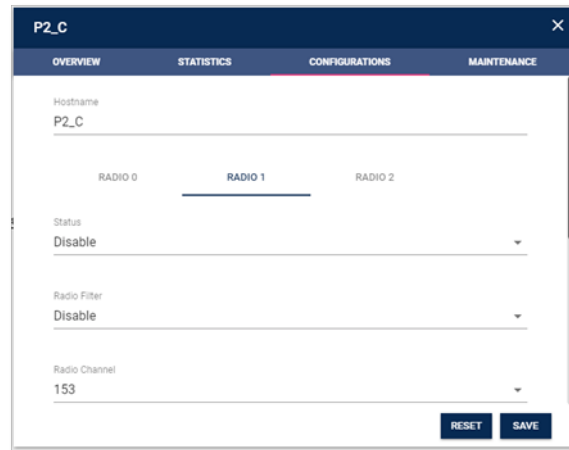 P2_C
OVERVIEW STATISTICS CONFIGURATIONS MAINTENANCE
Hostname
P2_C
RADIO 0 RADIO 1 RADIO 2
Status
Disable
Radio Filter
Disable
Radio Channel
153
RESET SAVE